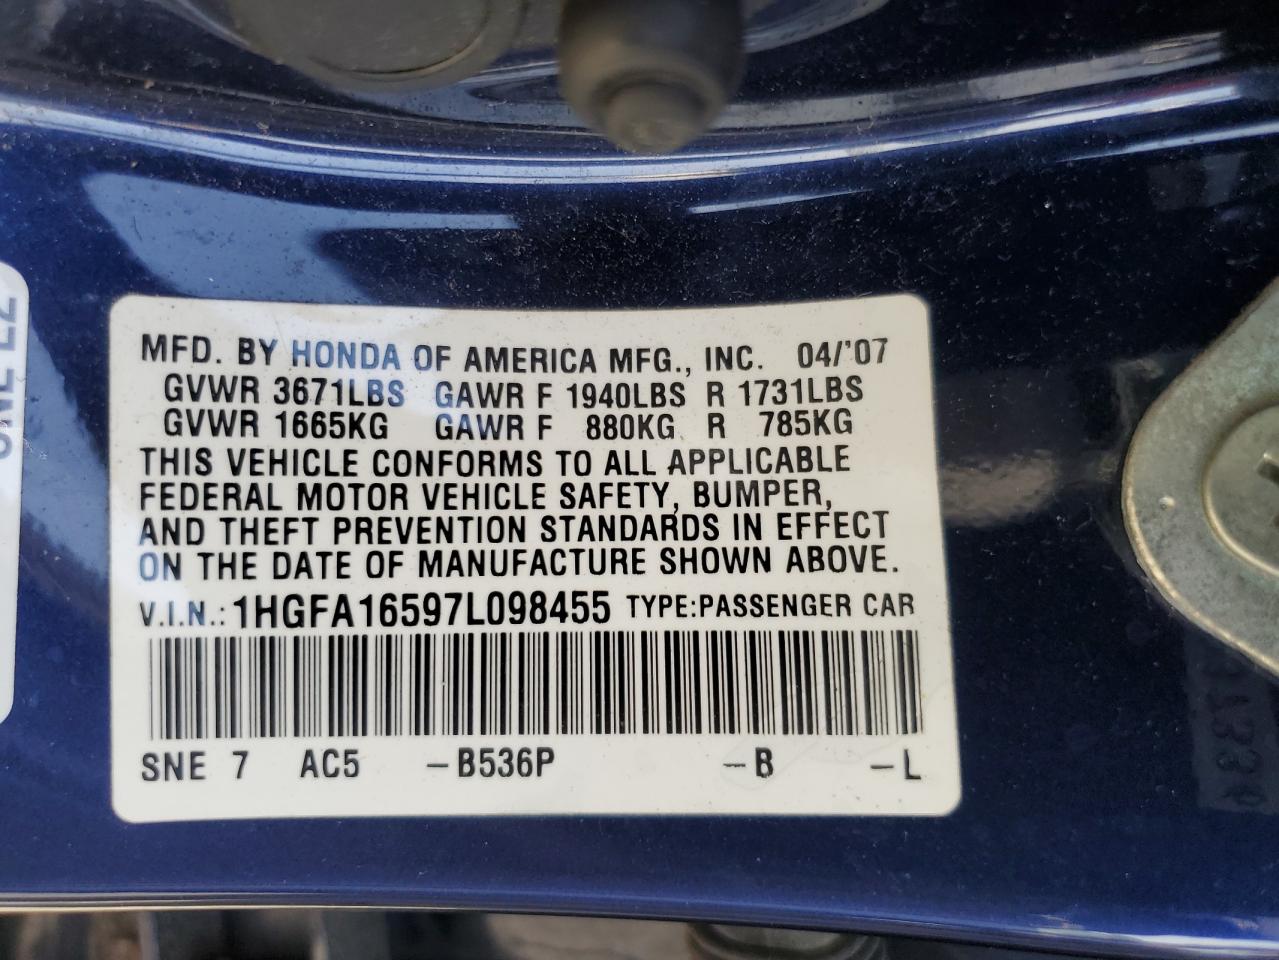 MFD. BY HONDA OF AMERICA MFG., INC. 04/'07
GVWR 3671LBS GAWR F 1940LBS R 1731LBS
GVWR 1665KG GAWR F 880KG R 785KG
THIS VEHICLE CONFORMS TO ALL APPLICABLE
FEDERAL MOTOR VEHICLE SAFETY, BUMPER,
AND THEFT PREVENTION STANDARDS IN EFFECT
ON THE DATE OF MANUFACTURE SHOWN ABOVE.
V.I.N.: 1HGFA16597L098455 TYPE:PASSENGER CAR
SNE 7 AC5 -B536P -B -L